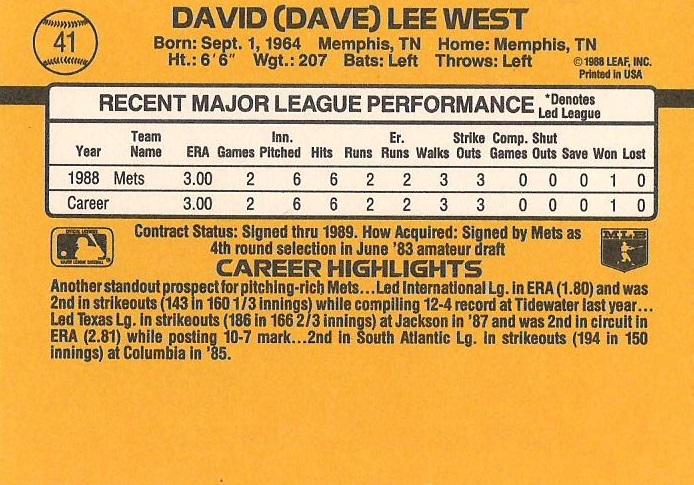 41
DAVID (DAVE) LEE WEST
Born: Sept. 1, 1964 Memphis, TN Home: Memphis, TN
Ht.: 6'6" Wgt.: 207 Bats: Left Throws: Left
©1988 LEAF, INC.
Printed in USA
RECENT MAJOR LEAGUE PERFORMANCE *Denotes
Led League
Year Team Name ERA Games Inn. Pitched Hits Runs Er. Runs Walks Strike Outs Comp. Games Shut Outs Save Won Lost
1988 Mets 3.00 2 6 6 2 2 3 3 0 0 0 1 0
Career 3.00 2 6 6 2 2 3 3 0 0 0 1 0
Contract Status: Signed thru 1989. How Acquired: Signed by Mets as
4th round selection in June '83 amateur draft
MLB
CAREER HIGHLIGHTS
Another standout prospect for pitching-rich Mets...Led International Lg. in ERA (1.80) and was
2nd in strikeouts (143 in 160 1/3 innings) while compiling 12-4 record at Tidewater last year...
Led Texas Lg. in strikeouts (186 in 166 2/3 innings) at Jackson in '87 and was 2nd in circuit in
ERA (2.81) while posting 10-7 mark...2nd in South Atlantic Lg. in strikeouts (194 in 150
innings) at Columbia in '85.